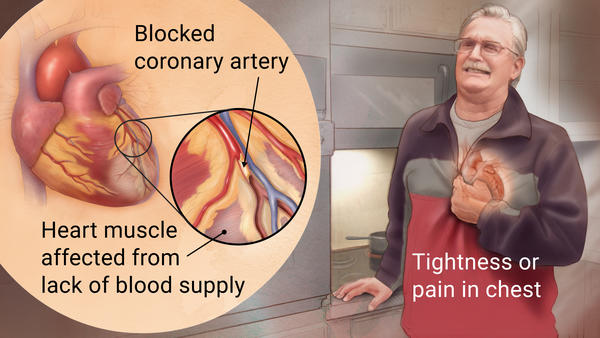 Blocked
coronary artery
Heart muscle
affected from
lack of blood supply
Tightness or
pain in chest